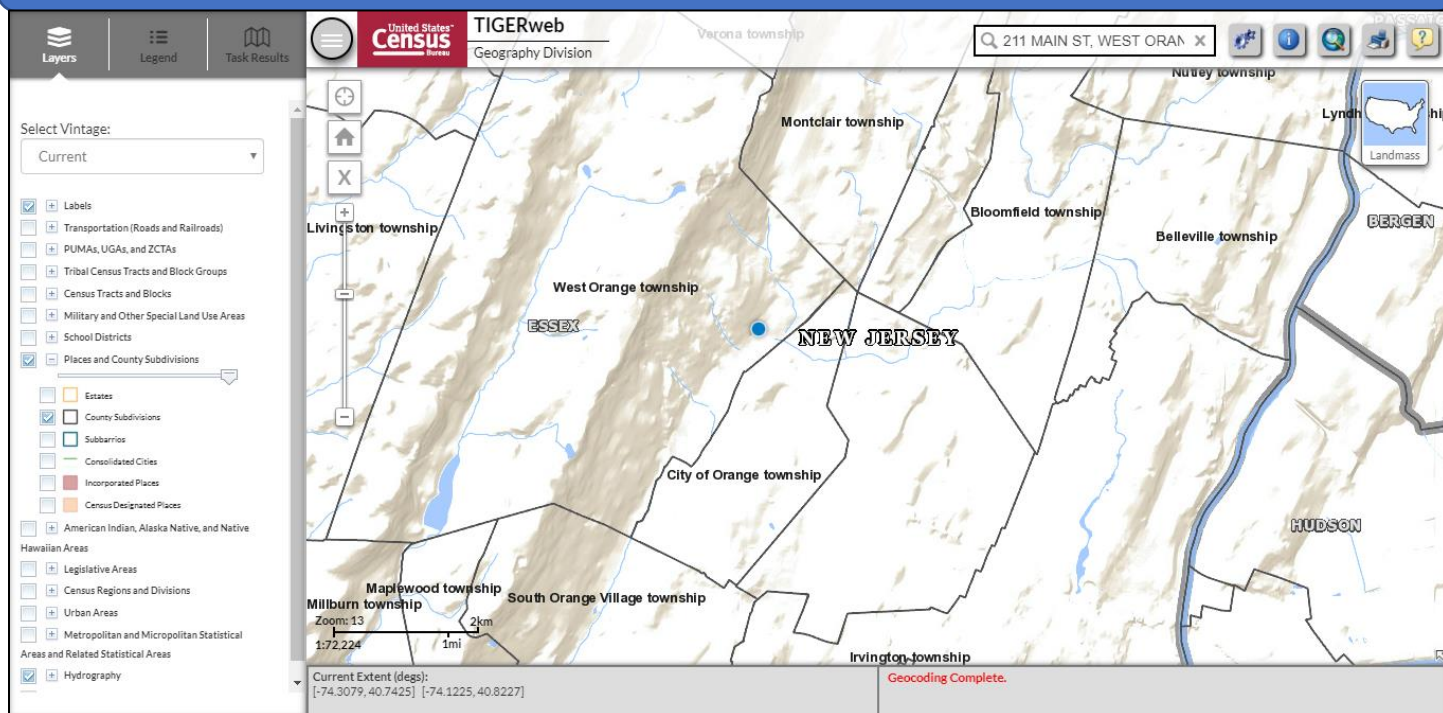 Layers
Legend
Task Results
United States™
Census
Bureau
TIGERweb
Geography Division
211 MAIN ST, WEST ORAN X
Select Vintage:
Current
Labels
Transportation (Roads and Railroads)
PUMAs, UGAs, and ZCTAs
Tribal Census Tracts and Block Groups
Census Tracts and Blocks
Military and Other Special Land Use Areas
School Districts
Places and County Subdivisions
Estates
County Subdivisions
Subbarrios
Consolidated Cities
Incorporated Places
Census Designated Places
American Indian, Alaska Native, and Native
Hawaiian Areas
Legislative Areas
Census Regions and Divisions
Urban Areas
Metropolitan and Micropolitan Statistical
Areas and Related Statistical Areas
Hydrography
X
Verona township
PASSAIC
Nutley township
Landmass
Montclair township
Livingston township
Bloomfield township
BERGEN
Belleville township
West Orange township
ESSEX
NEW JERSEY
City of Orange township
HUDSON
Maplewood township
South Orange Village township
Millburn township
Zoom: 13
2km
1:72,224
1mi
Irvington township
Current Extent (degs):
[-74.3079, 40.7425] [-74.1225, 40.8227]
Geocoding Complete.